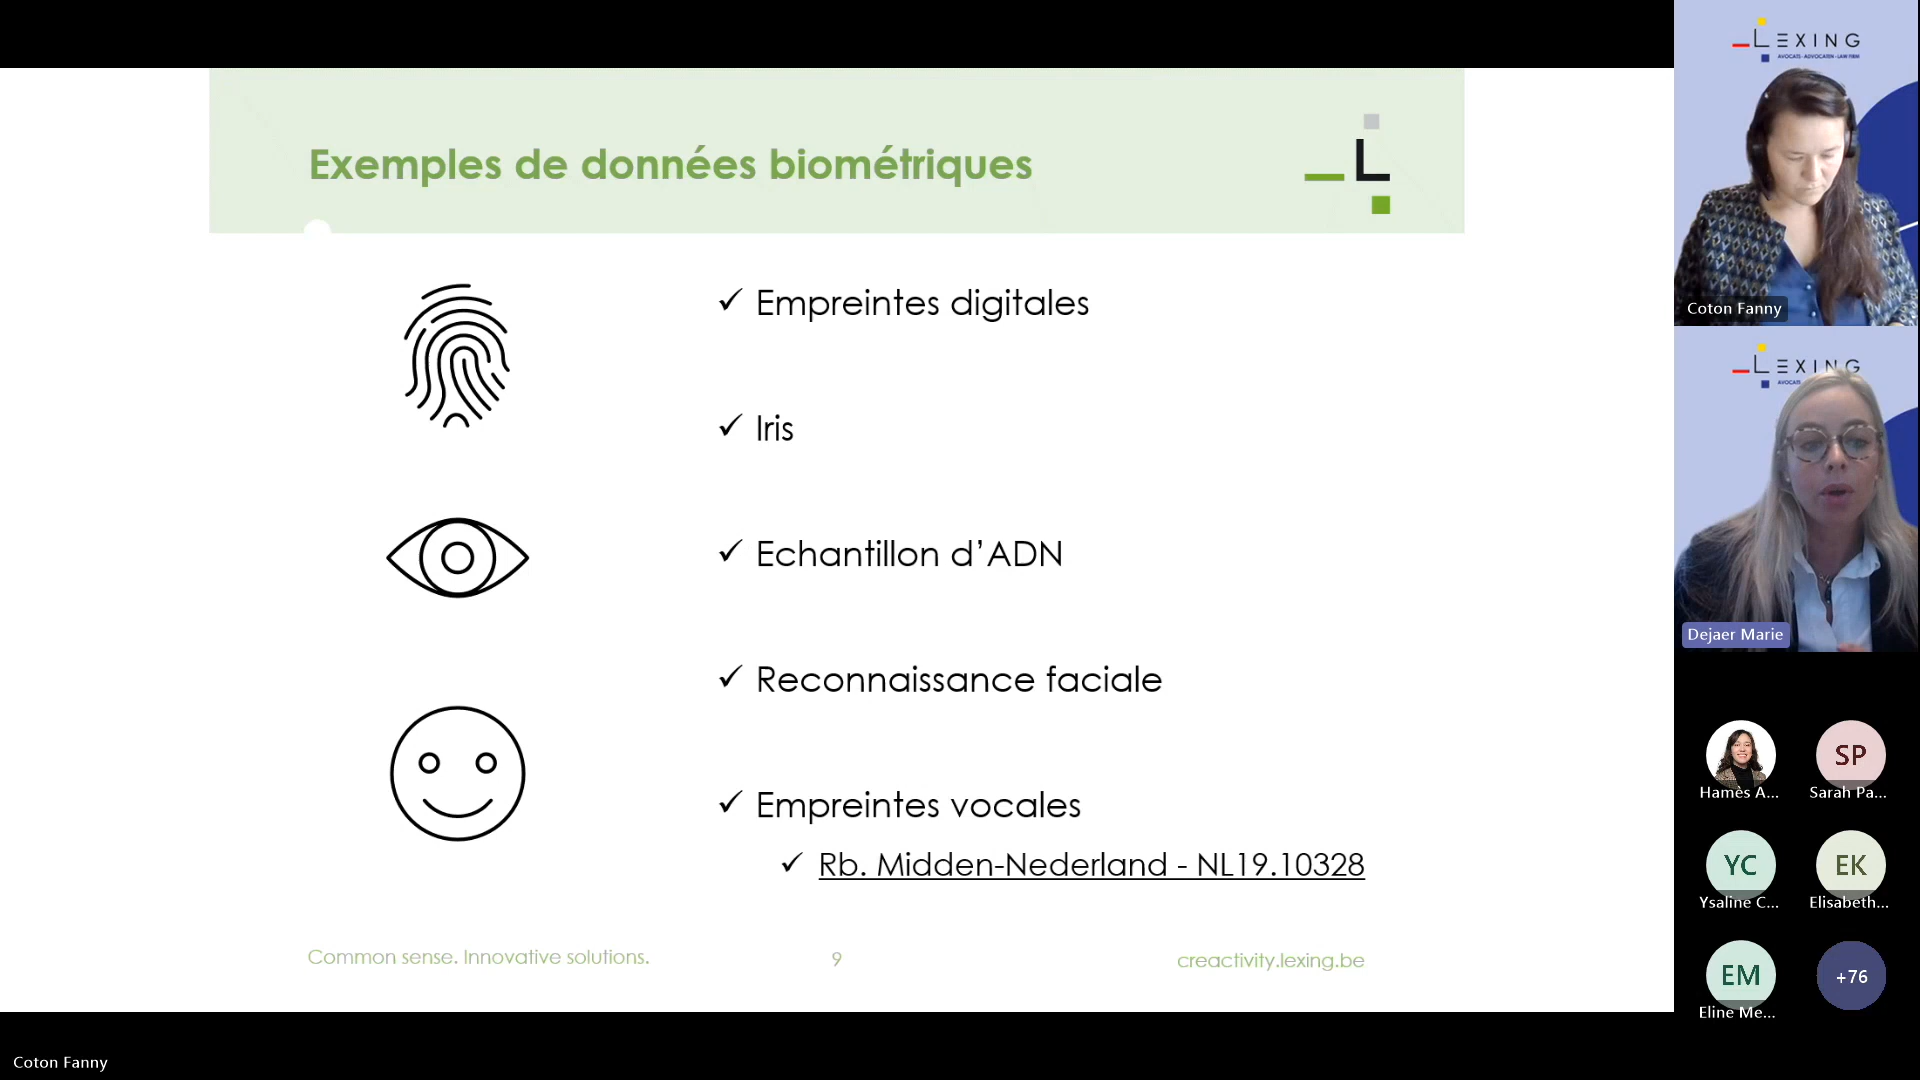 Exemples de données biométriques
L
✓ Empreintes digitales
✓ Iris
✓ Echantillon d’ADN
✓ Reconnaissance faciale
✓ Empreintes vocales
✓ Rb. Midden-Nederland - NL19.10328
Common sense. Innovative solutions.
9
creactivity.lexing.be
LEXING
AVOCATS - ADVOCATEN - LAW FIRM
Coton Fanny
LEXING
AVOCATS
Dejaer Marie
Hamès A...
SP
Sarah Pa...
YC
Ysaline C...
EK
Elisabeth...
EM
Eline Me...
+76
Coton Fanny